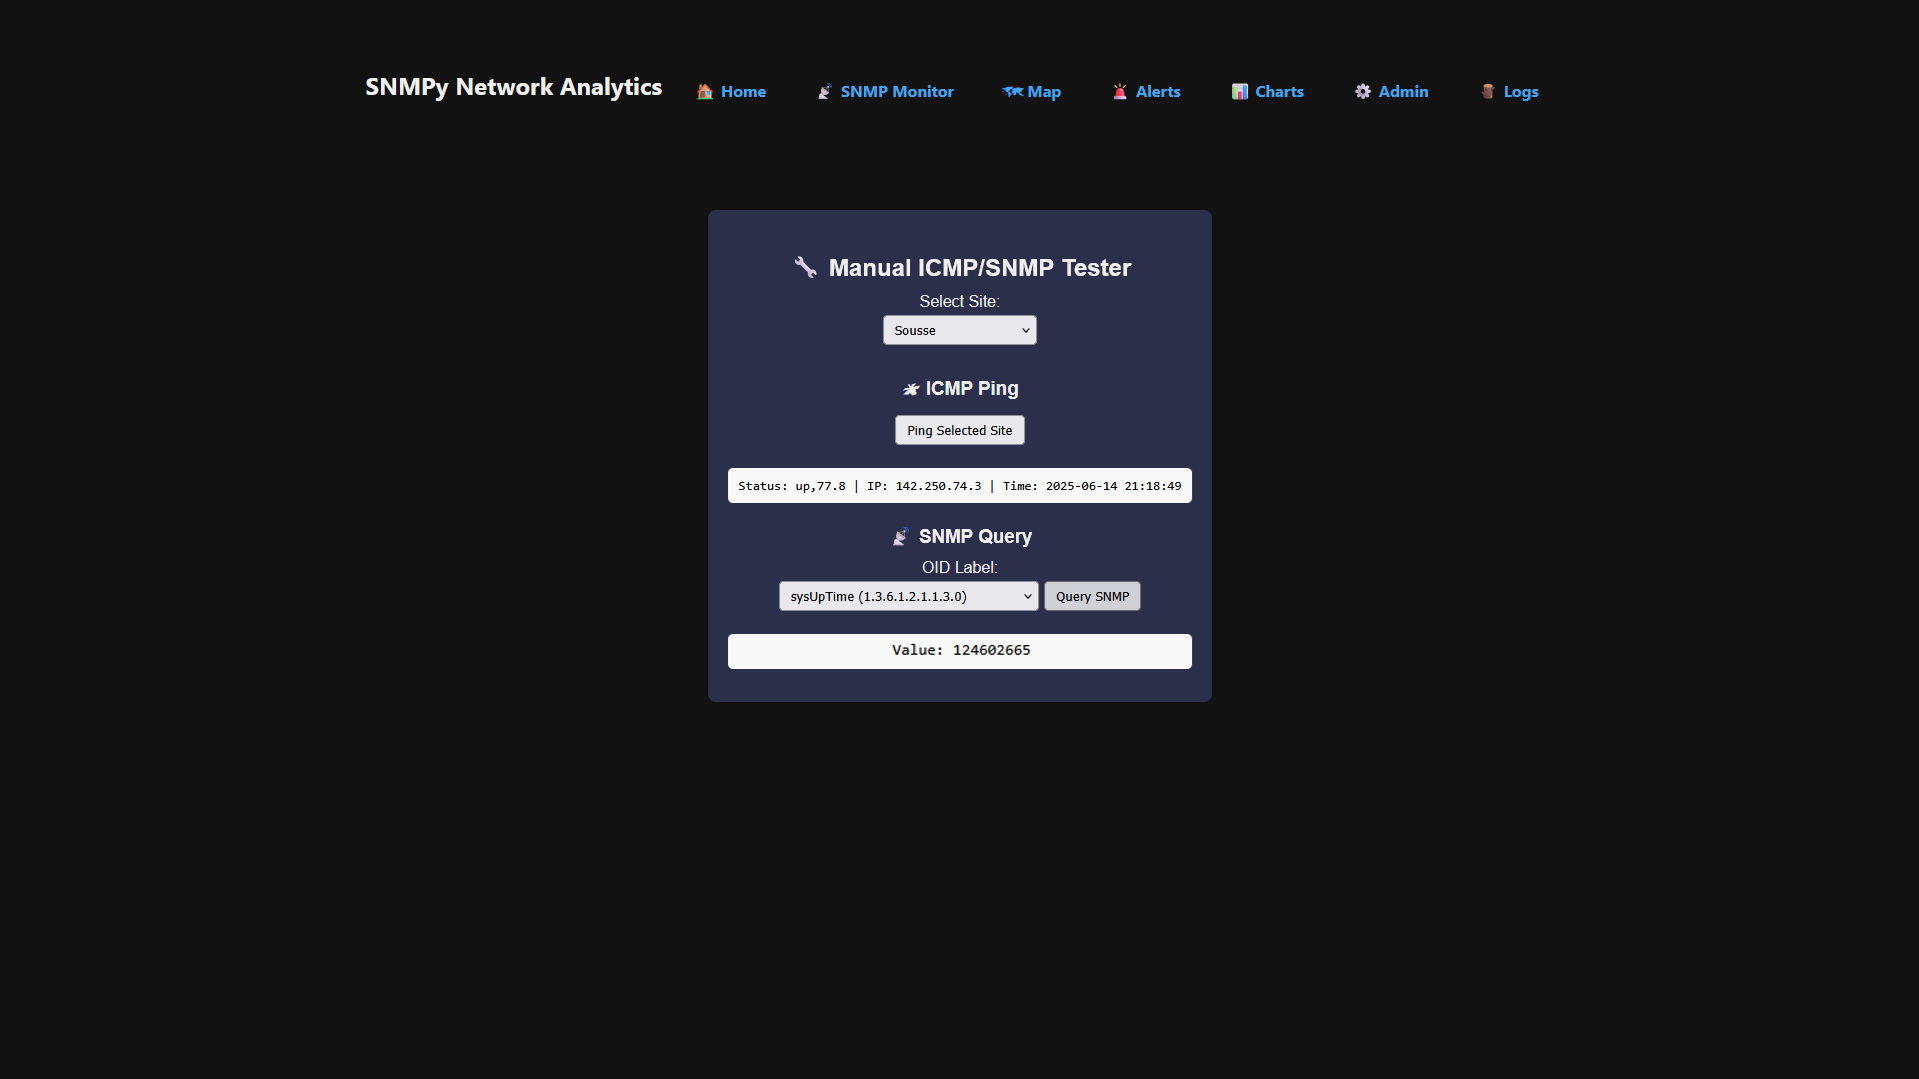 SNMPy Network Analytics
Home SNMP Monitor Map Alerts Charts Admin Logs
Manual ICMP/SNMP Tester
Select Site:
Sousse
ICMP Ping
Ping Selected Site
Status: up,77.8 | IP: 142.250.74.3 | Time: 2025-06-14 21:18:49
SNMP Query
OID Label:
sysUpTime (1.3.6.1.2.1.1.3.0) Query SNMP
Value: 124602665